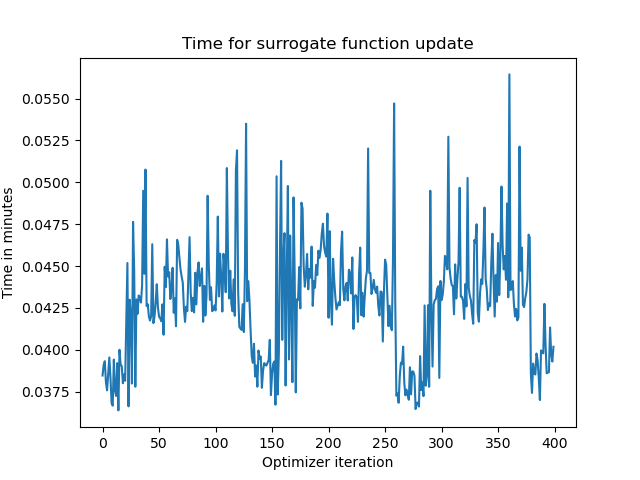 Time for surrogate function update
Time in minutes
0.0550
0.0525
0.0500
0.0475
0.0450
0.0425
0.0400
0.0375
0 50 100 150 200 250 300 350 400
Optimizer iteration